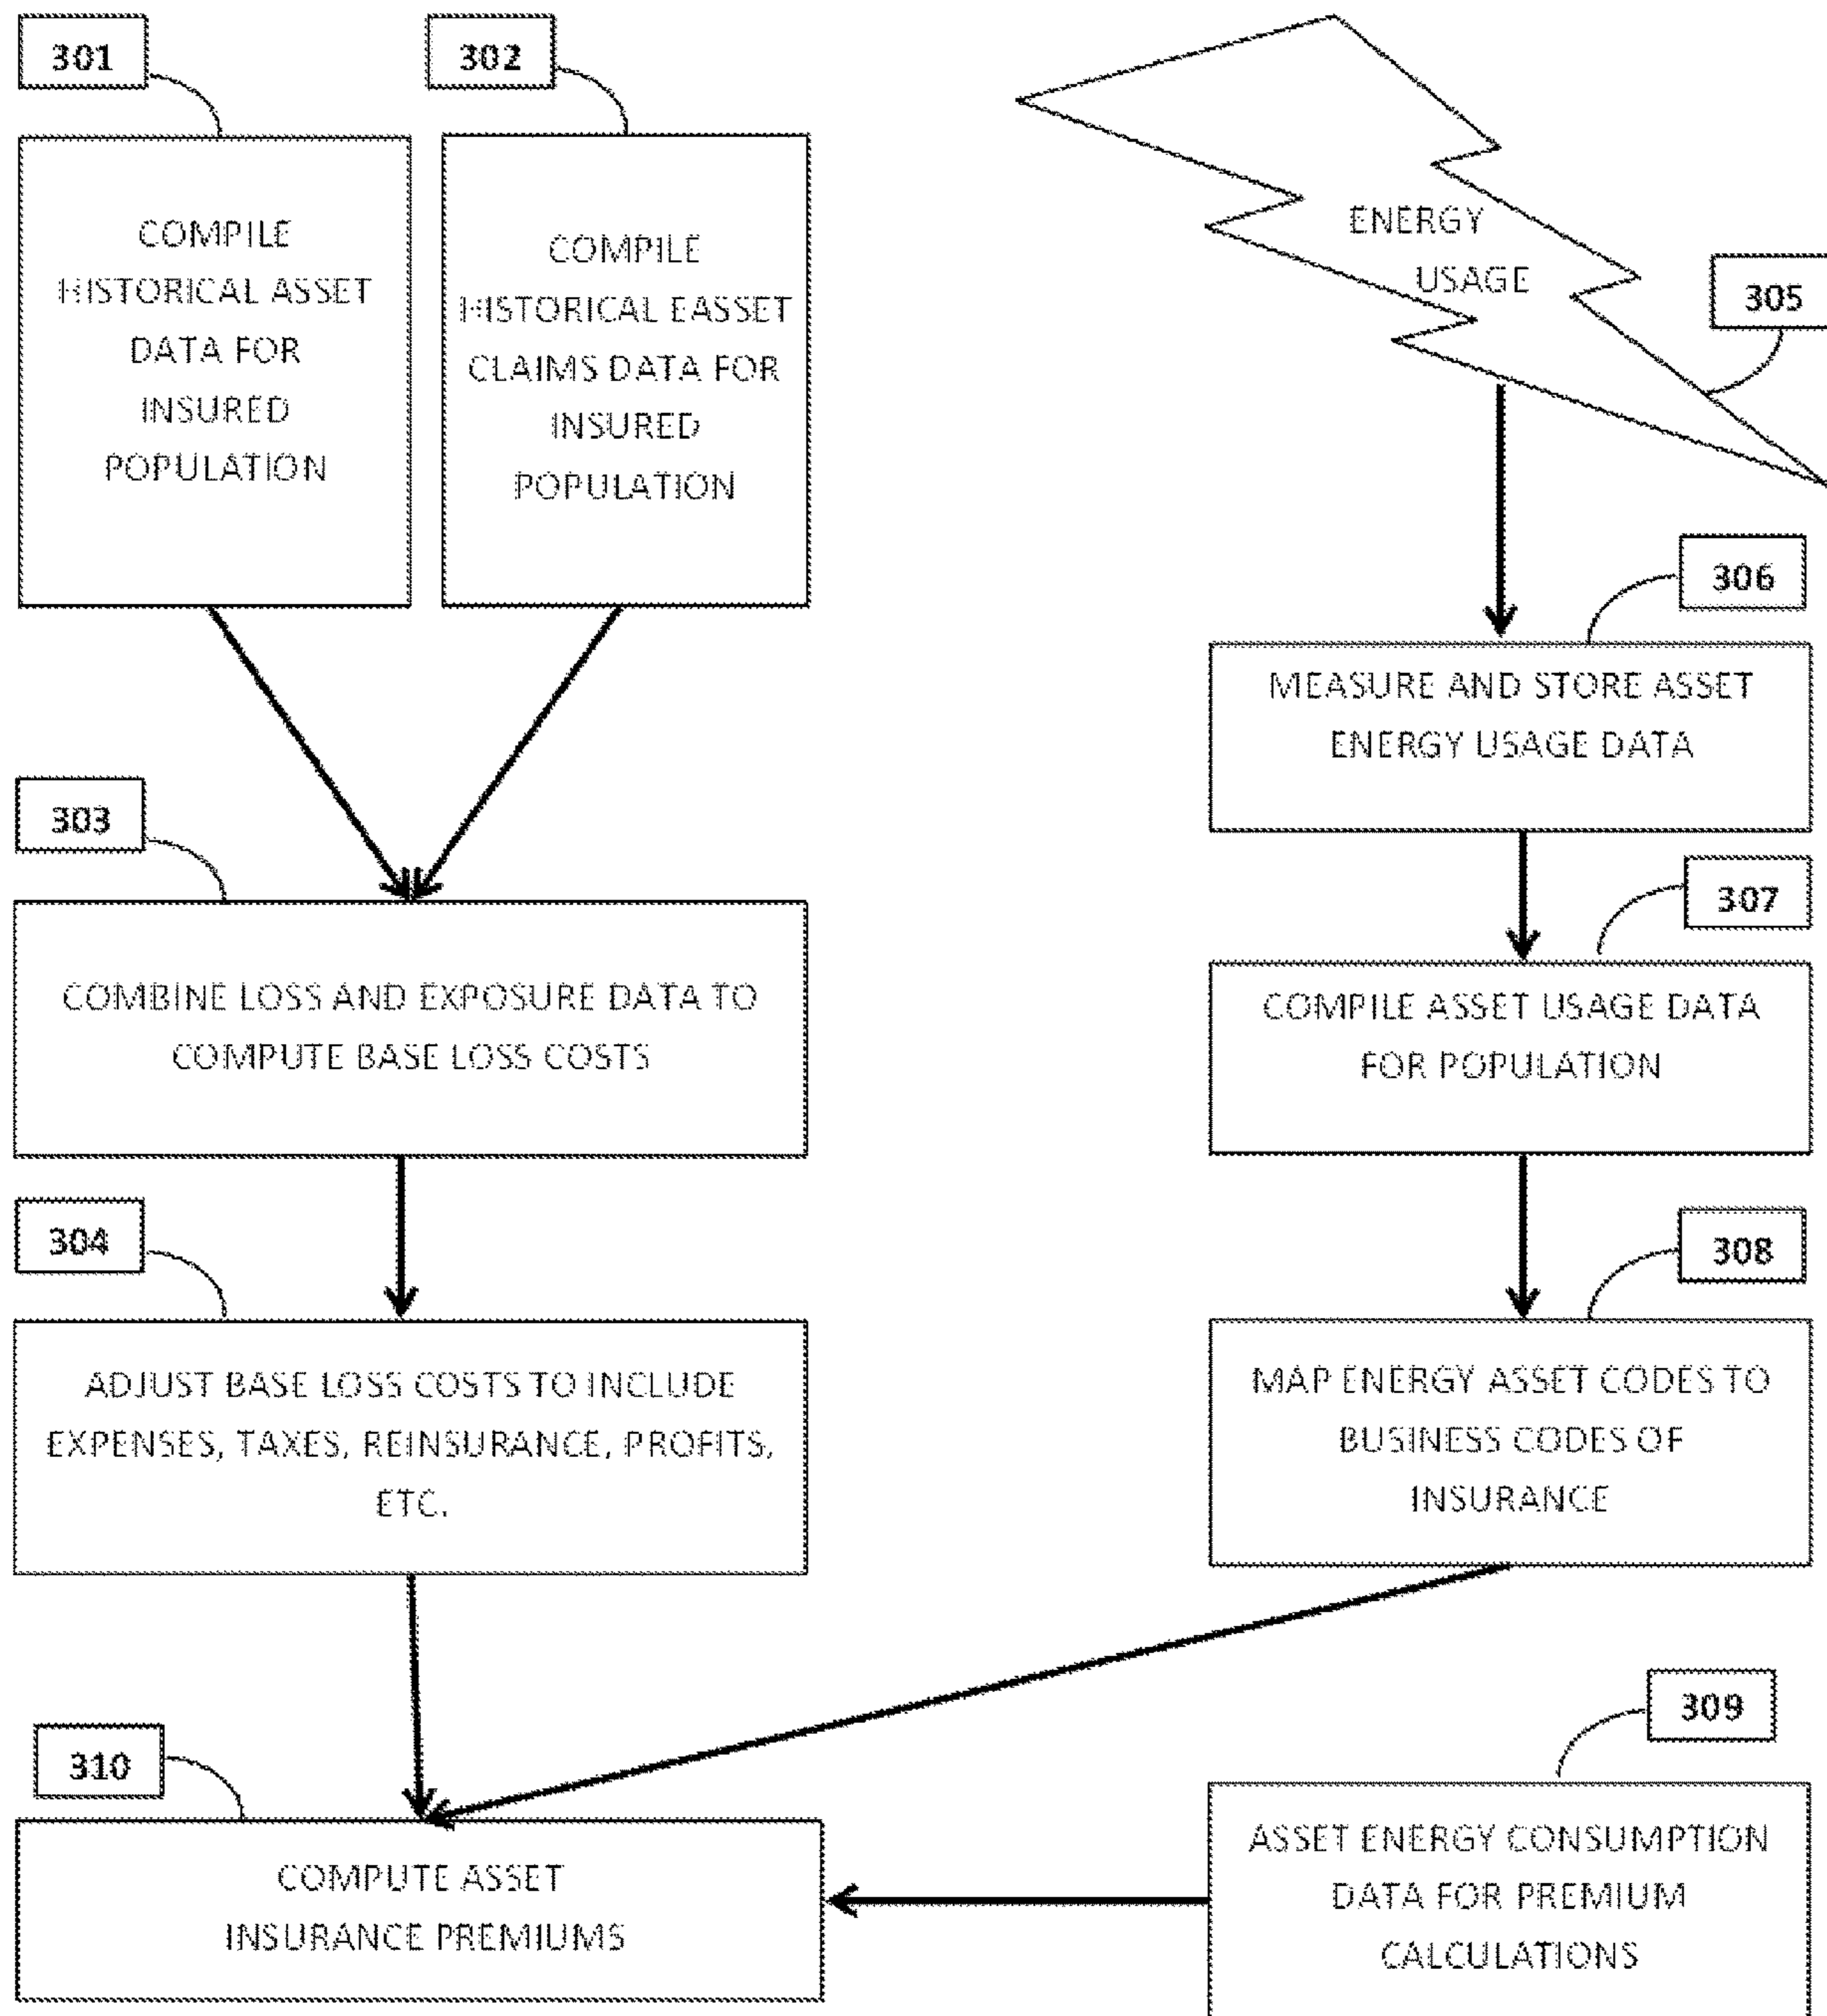 301
COMPILE
HISTORICAL ASSET
DATA FOR
INSURED
POPULATION
302
COMPILE
HISTORICAL EASSET
CLAIMS DATA FOR
INSURED
POPULATION
ENERGY
USAGE
305
306
MEASURE AND STORE ASSET
ENERGY USAGE DATA
303
COMBINE LOSS AND EXPOSURE DATA TO
COMPUTE BASE LOSS COSTS
307
COMPILE ASSET USAGE DATA
FOR POPULATION
304
ADJUST BASE LOSS COSTS TO INCLUDE
EXPENSES, TAXES, REINSURANCE, PROFITS,
ETC.
308
MAP ENERGY ASSET CODES TO
BUSINESS CODES OF
INSURANCE
309
ASSET ENERGY CONSUMPTION
DATA FOR PREMIUM
CALCULATIONS
310
COMPUTE ASSET
INSURANCE PREMIUMS